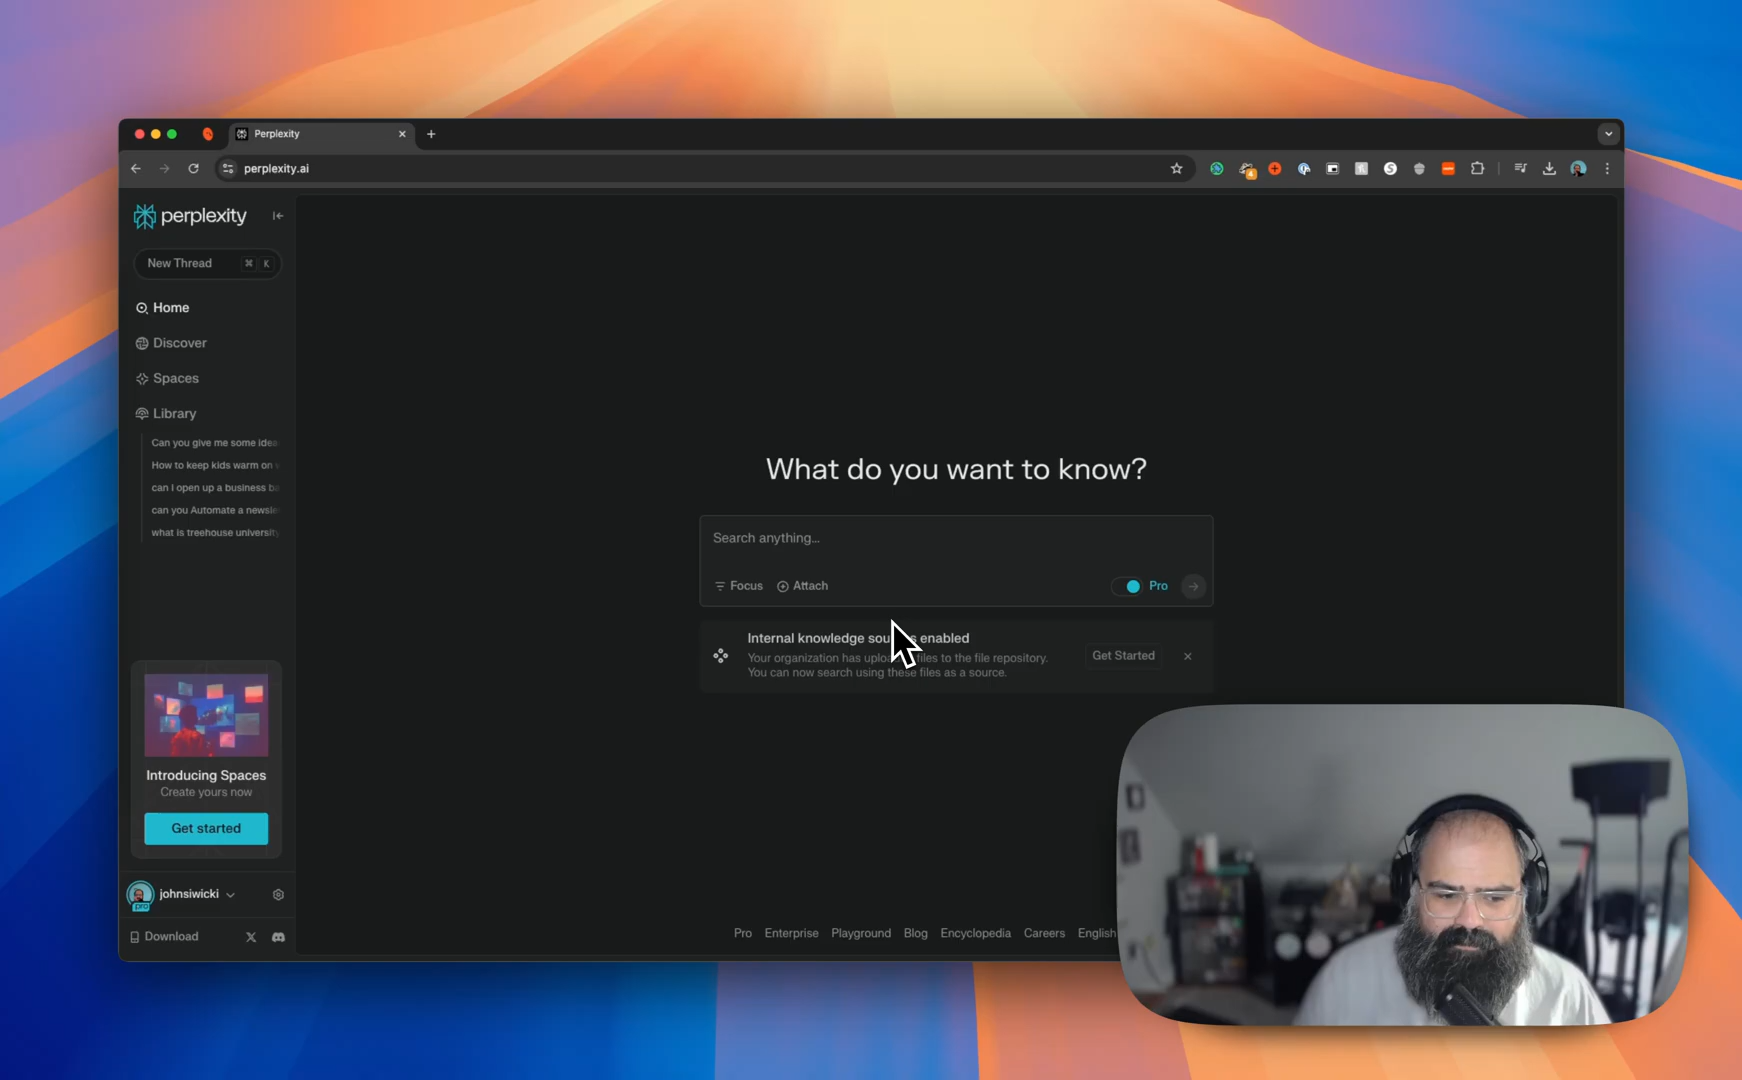 Perplexity
perplexity.ai
perplexity
New Thread ⌘ K
Home
Discover
Spaces
Library
Can you give me some idea
How to keep kids warm on
can I open up a business ba
can you Automate a newsle
what is treehouse university
What do you want to know?
Search anything...
Focus Attach Pro
Internal knowledge sou s enabled
Your organization has uplo files to the file repository.
You can now search using these files as a source.
Get Started
Introducing Spaces
Create yours now
Get started
pro
johnsiwicki
Download
Pro Enterprise Playground Blog Encyclopedia Careers English